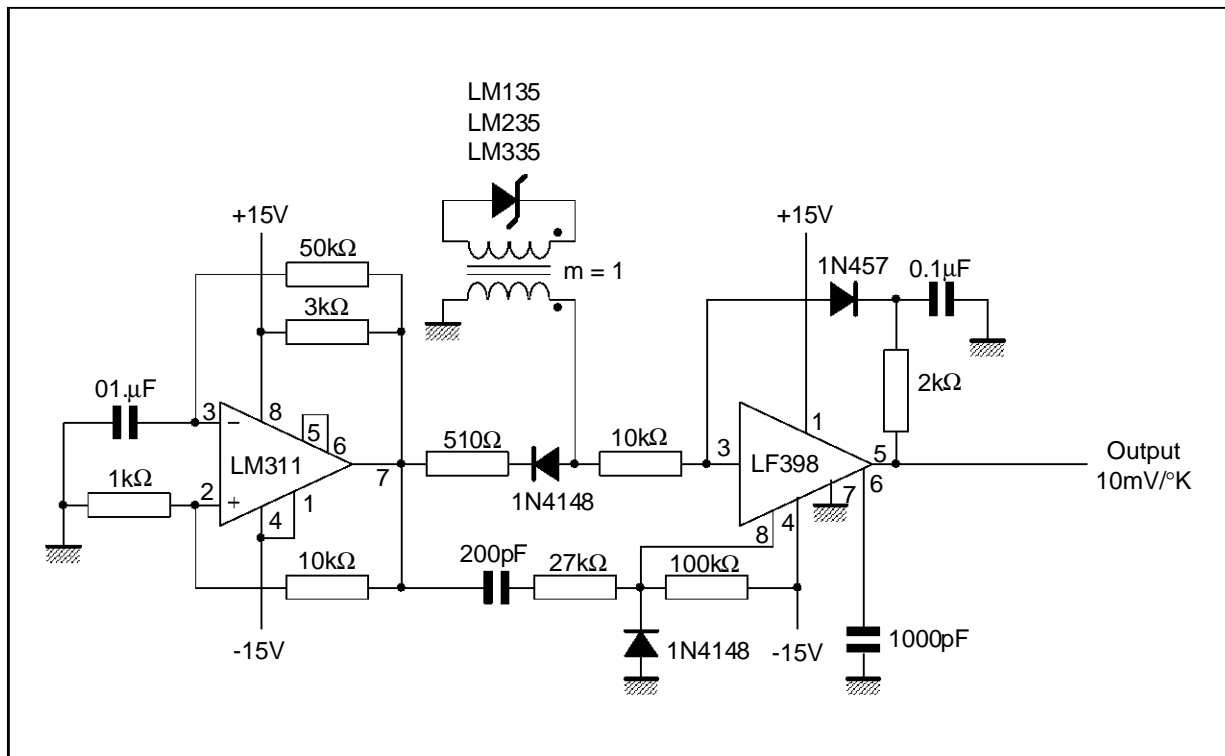 LM135
LM235
LM335
+15V
+15V
50kΩ
m = 1
1N457
0.1μF
3kΩ
2kΩ
01.μF
3
−
8
5
6
1
3
5
LM311
7
510Ω
10kΩ
LF398
6
Output
10mV/°K
1kΩ
2
+
1
4
1N4148
7
4
8
10kΩ
200pF
27kΩ
100kΩ
-15V
1N4148
-15V
1000pF